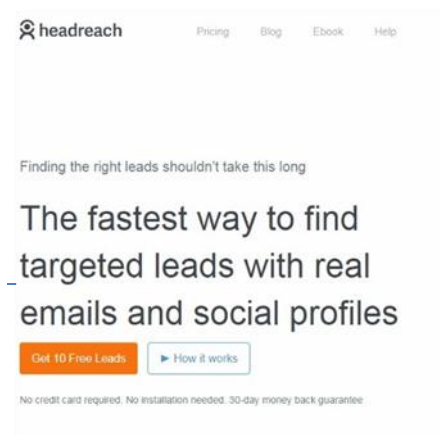 headreach
Pricing Blog Ebook Help
Finding the right leads shouldn't take this long
The fastest way to find
targeted leads with real
emails and social profiles
Get 10 Free Leads
► How it works
No credit card required. No installation needed. 30-day money back guarantee